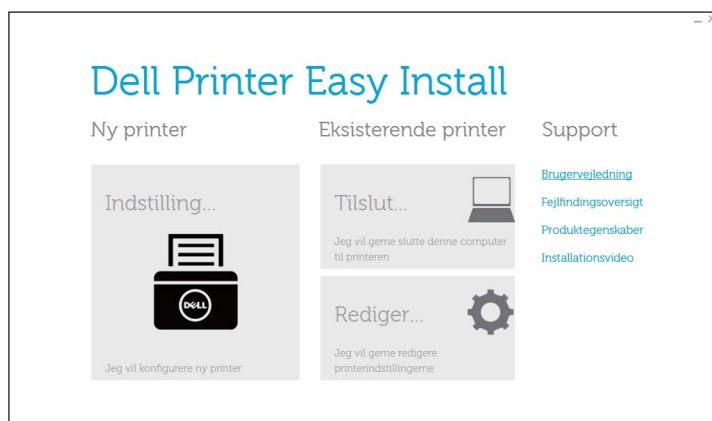 Dell Printer Easy Install
Ny printer
Indstilling...
DELL
Jeg vil konfigurere ny printer
Eksisterende printer
Tilslut...
Jeg vil gerne slutte denne computer
til printeren
Rediger...
Jeg vil gerne redigere
printerindstillingerne
Support
Brugervejledning
Fejlfindingsoversigt
Produktegenskaber
Installationsvideo